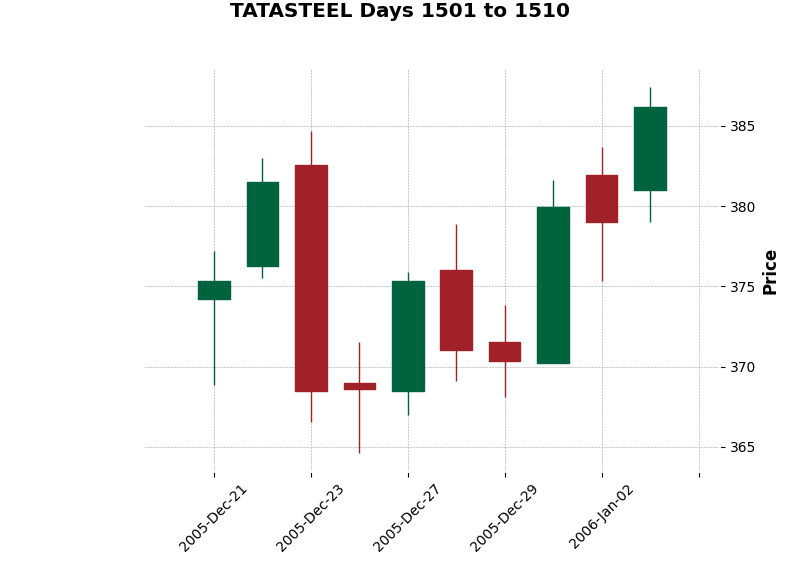 TATASTEEL Days 1501 to 1510
385
380
375
370
365
Price
2005-Dec-21
2005-Dec-23
2005-Dec-27
2005-Dec-29
2006-Jan-02